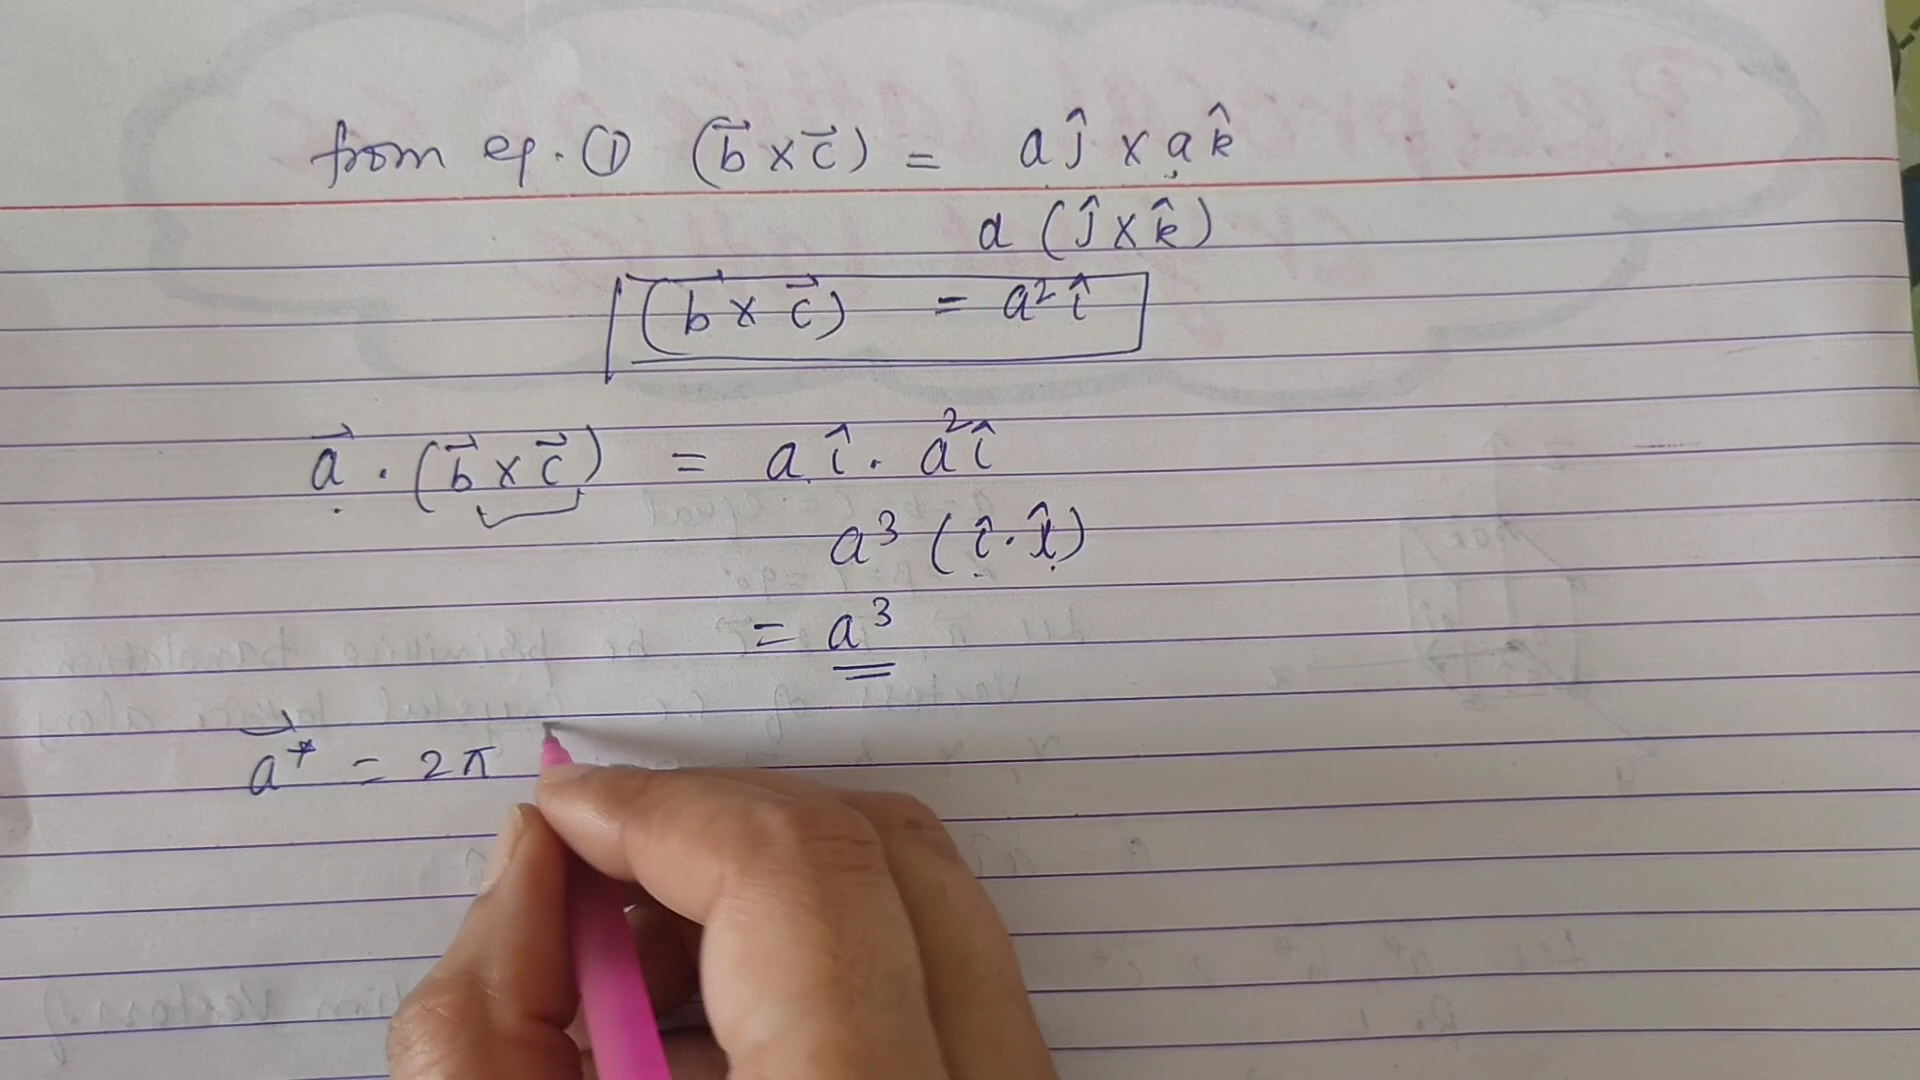 from eq. ① (b⃗ × c⃗) = a ĵ × a k̂
a (ĵ × k̂)
(b⃗ × c⃗) = a² î
a⃗ · (b⃗ × c⃗) = a î . a² î
a³ (î · î)
= a³
a⃗* = 2π